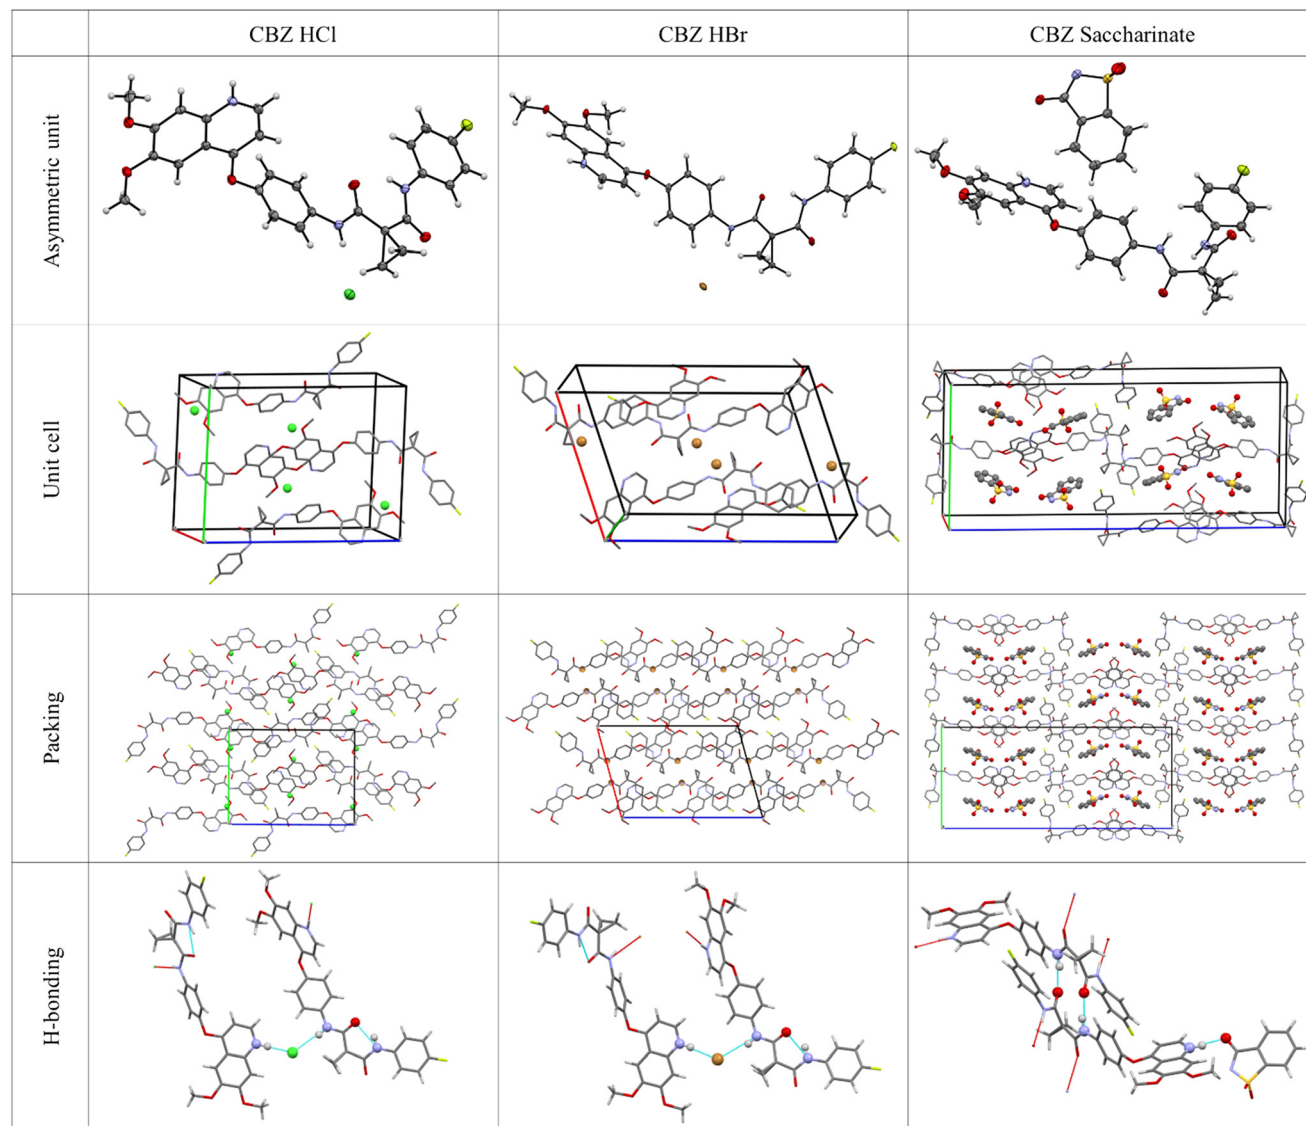 CBZ HCl
CBZ HBr
CBZ Saccharinate
Asymmetric unit
Unit cell
Packing
H-bonding